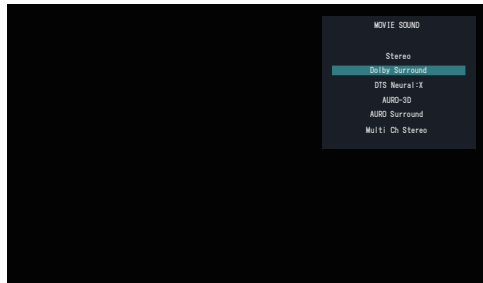 MOVIE SOUND
Stereo
Dolby Surround
DTS Neural:X
AURO-3D
AURO Surround
Multi Ch Stereo